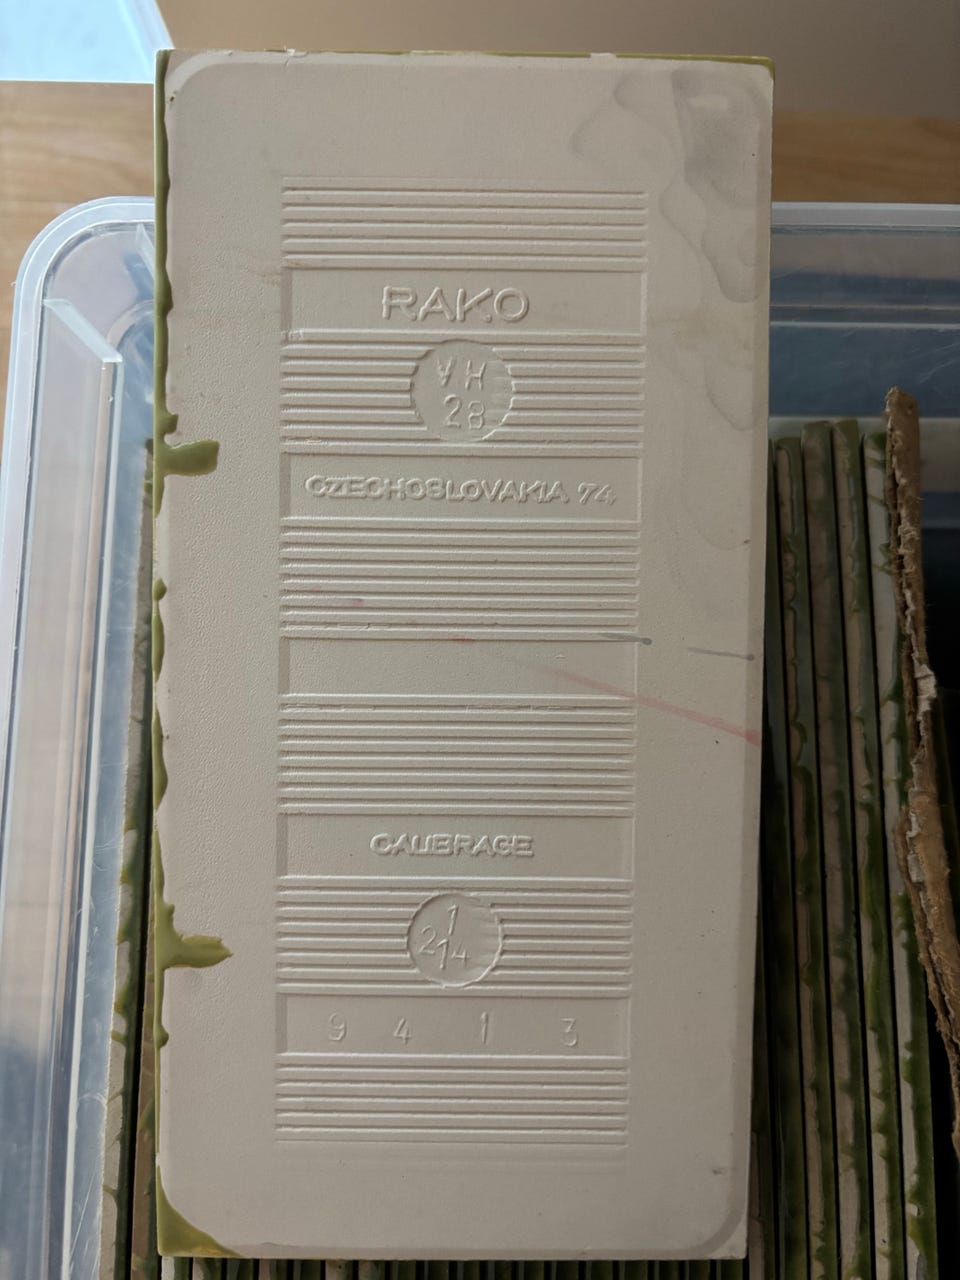 RAKO
VH
28
CZECHOSLOVAKIA 74
CALIBRAGE
1
2 14
9 4 1 3